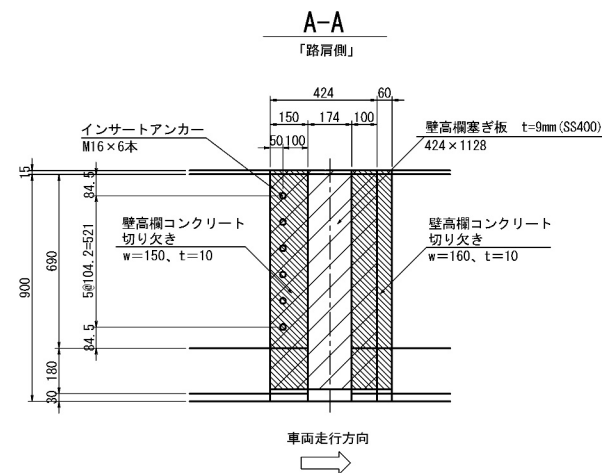 A-A
「路肩側」
424
60
150
174
100
50
100
インサートアンカー
M16×6本
壁高欄塞ぎ板 t=9mm(SS400)
424×1128
15
84.5
5@104.2=521
84.5
690
900
180
30
壁高欄コンクリート
切り欠き
w=150、t=10
壁高欄コンクリート
切り欠き
w=160、t=10
車両走行方向